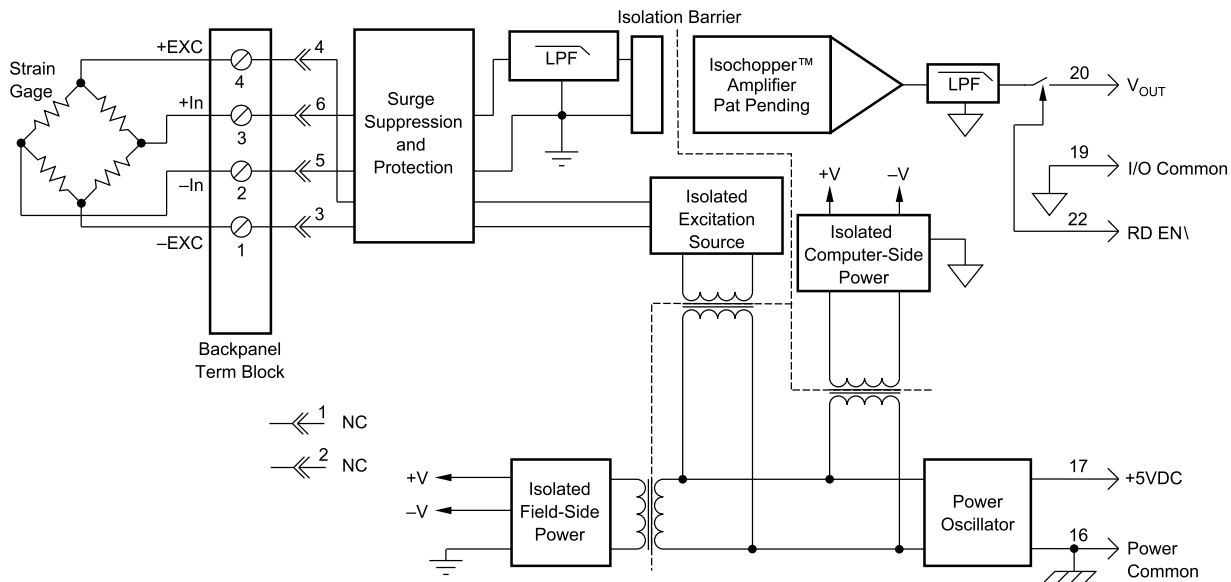 Isolation Barrier
Strain
Gage
+EXC
+In
–In
–EXC
4
3
2
1
4
6
5
3
Backpanel
Term Block
Surge
Suppression
and
Protection
LPF
Isochopper™
Amplifier
Pat Pending
LPF
20
V_OUT
19
I/O Common
22
RD EN\
Isolated
Excitation
Source
+V
–V
Isolated
Computer-Side
Power
1
NC
2
NC
+V
–V
Isolated
Field-Side
Power
Power
Oscillator
17
+5VDC
16
Power
Common